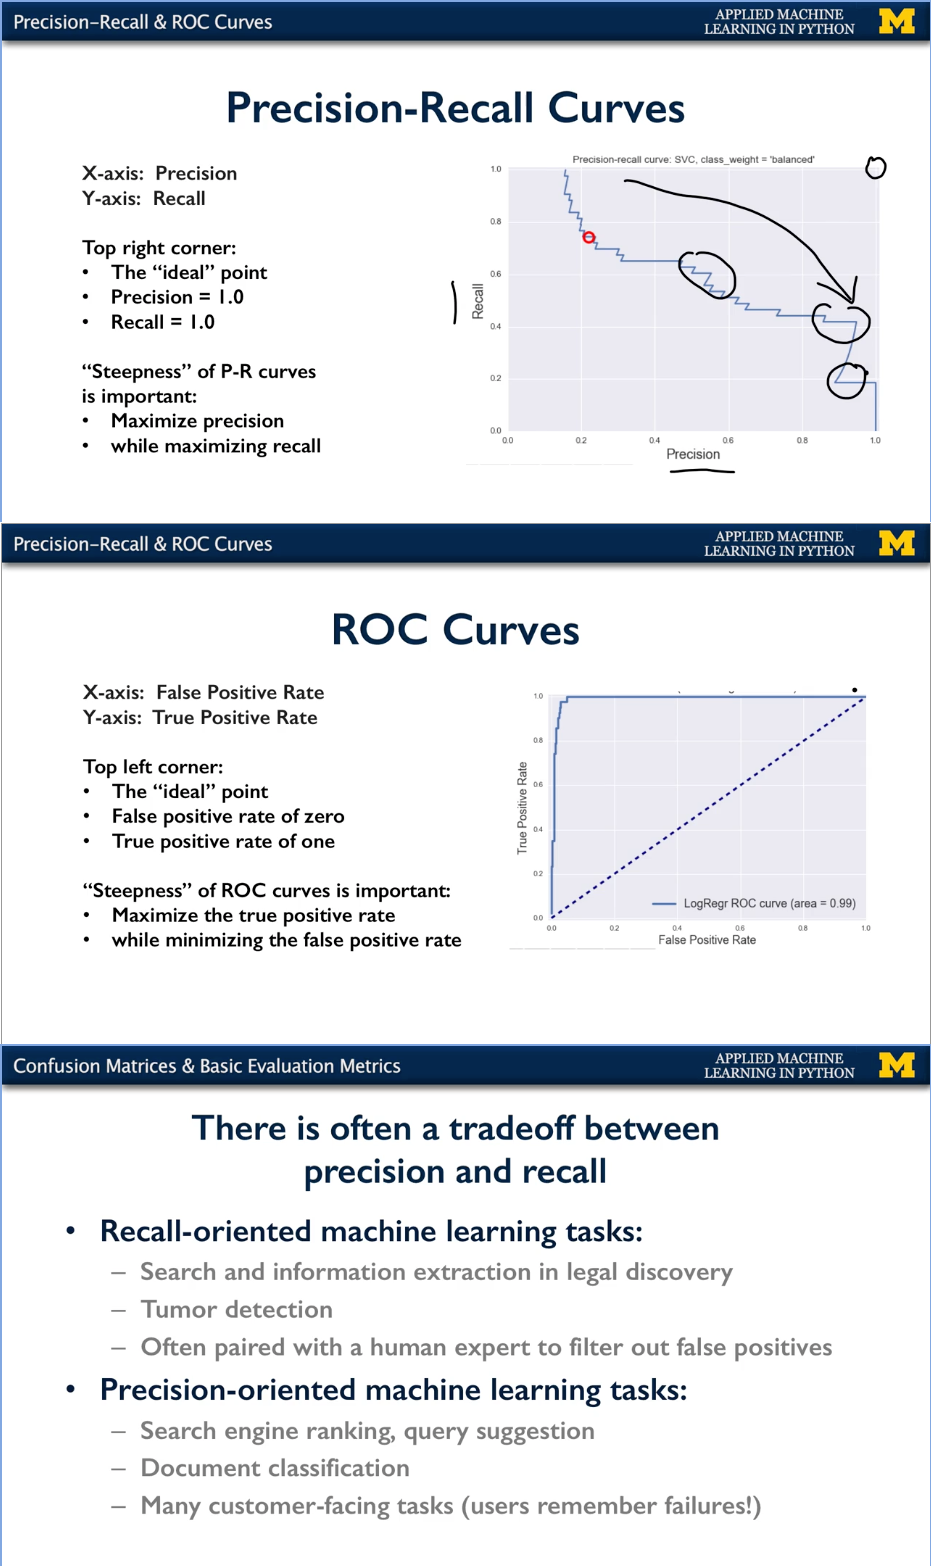 Precision–Recall & ROC Curves
APPLIED MACHINE
LEARNING IN PYTHON
M
Precision-Recall Curves
X-axis: Precision
Y-axis: Recall
Top right corner:
• The “ideal” point
• Precision = 1.0
• Recall = 1.0
“Steepness” of P-R curves
is important:
• Maximize precision
• while maximizing recall
Precision-recall curve: SVC, class_weight = 'balanced'
1.0
0.8
0.6
0.4
0.2
0.0
Recall
0.0 0.2 0.4 0.6 0.8 1.0
Precision
Precision–Recall & ROC Curves
APPLIED MACHINE
LEARNING IN PYTHON
M
ROC Curves
X-axis: False Positive Rate
Y-axis: True Positive Rate
Top left corner:
• The “ideal” point
• False positive rate of zero
• True positive rate of one
“Steepness” of ROC curves is important:
• Maximize the true positive rate
• while minimizing the false positive rate
1.0
0.8
0.6
0.4
0.2
0.0
True Positive Rate
LogRegr ROC curve (area = 0.99)
0.0 0.2 0.4 0.6 0.8 1.0
False Positive Rate
Confusion Matrices & Basic Evaluation Metrics
APPLIED MACHINE
LEARNING IN PYTHON
M
There is often a tradeoff between
precision and recall
• Recall-oriented machine learning tasks:
– Search and information extraction in legal discovery
– Tumor detection
– Often paired with a human expert to filter out false positives
• Precision-oriented machine learning tasks:
– Search engine ranking, query suggestion
– Document classification
– Many customer-facing tasks (users remember failures!)